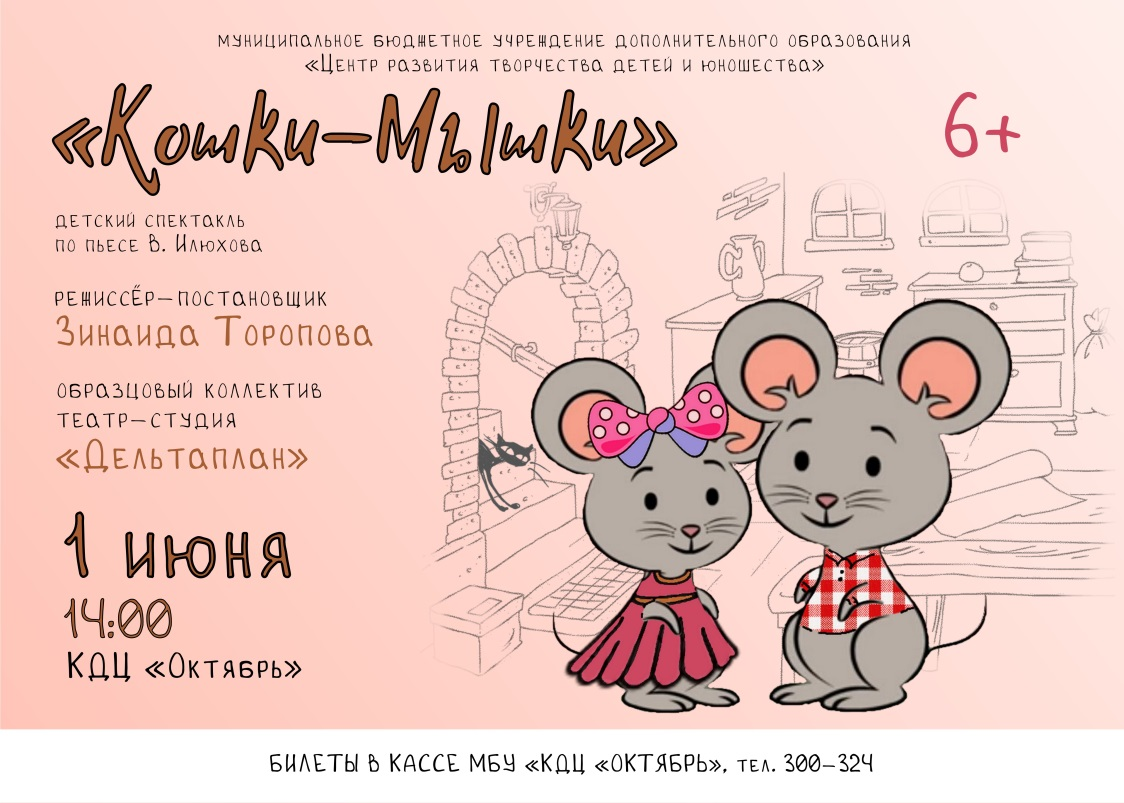 МУНИЦИПАЛЬНОЕ БЮДЖЕТНОЕ УЧРЕЖДЕНИЕ ДОПОЛНИТЕЛЬНОГО ОБРАЗОВАНИЯ
«ЦЕНТР РАЗВИТИЯ ТВОРЧЕСТВА ДЕТЕЙ И ЮНОШЕСТВА»
«Кошки-Мышки»
6+
ДЕТСКИЙ СПЕКТАКЛЬ
ПО ПЬЕСЕ В. ИЛЮХОВА
РЕЖИССЁР-ПОСТАНОВЩИК
ЗИНАИДА ТОРОПОВА
ОБРАЗЦОВЫЙ КОЛЛЕКТИВ
ТЕАТР-СТУДИЯ
«ДЕЛЬТАПЛАН»
1 ИЮНЯ
14:00
КДЦ «ОКТЯБРЬ»
БИЛЕТЫ В КАССЕ МБУ «КДЦ «ОКТЯБРЬ», ТЕЛ. 300-324